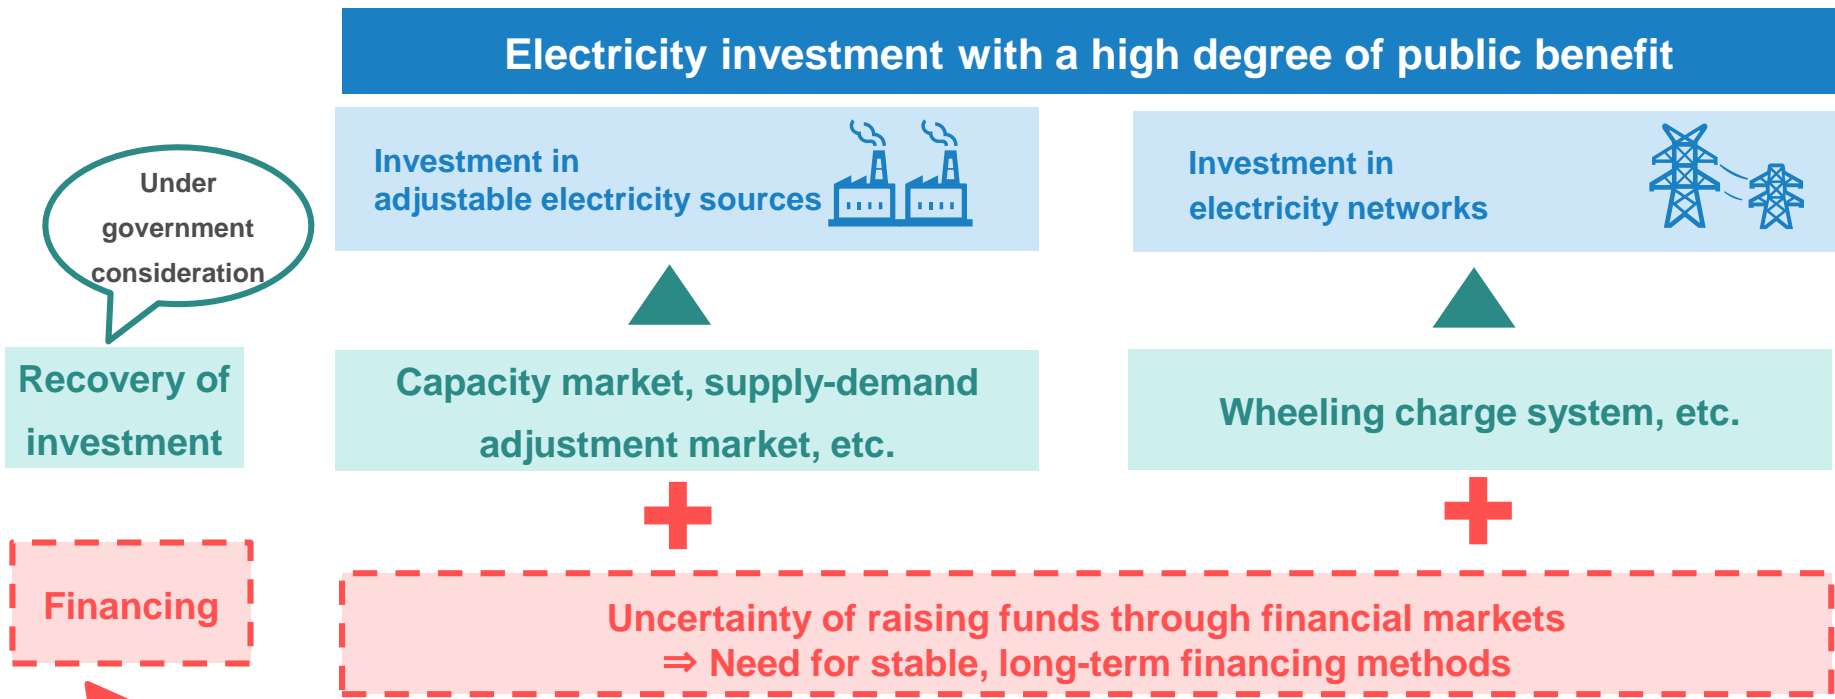 Electricity investment with a high degree of public benefit
Investment in
adjustable electricity sources
Investment in
electricity networks
Under
government
consideration
Recovery of
investment
Capacity market, supply-demand
adjustment market, etc.
Wheeling charge system, etc.
Financing
Uncertainty of raising funds through financial markets
⇒ Need for stable, long-term financing methods